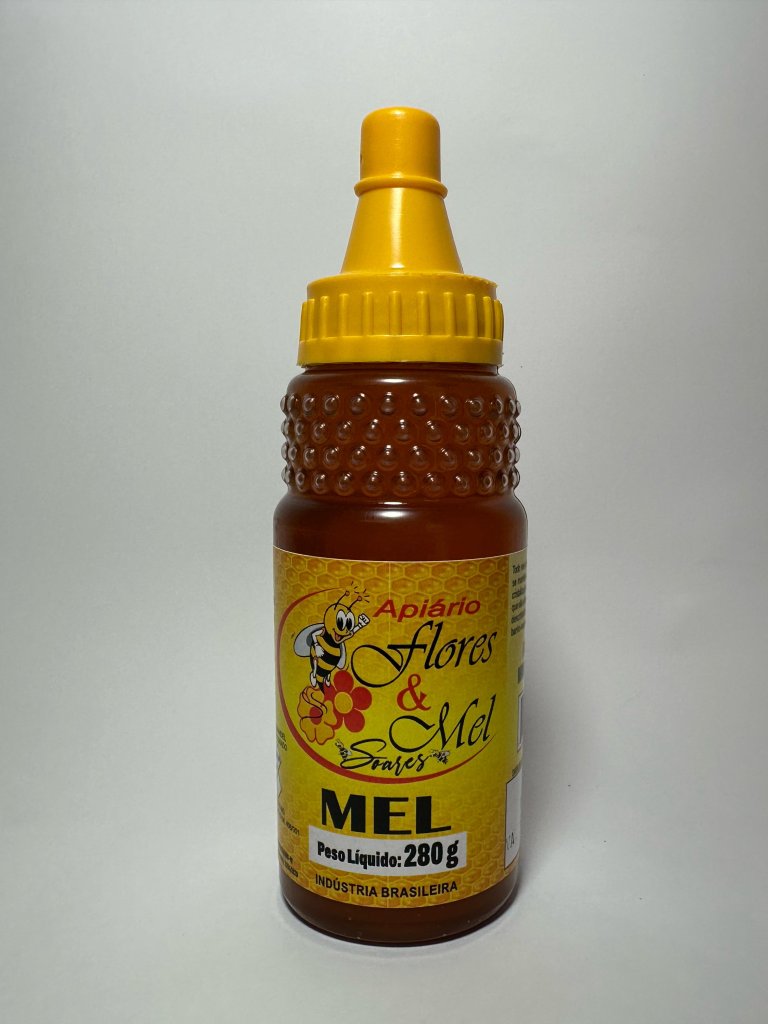 Apiário
Flores
&
Mel
Soares
MEL
Peso Líquido: 280 g
INDÚSTRIA BRASILEIRA